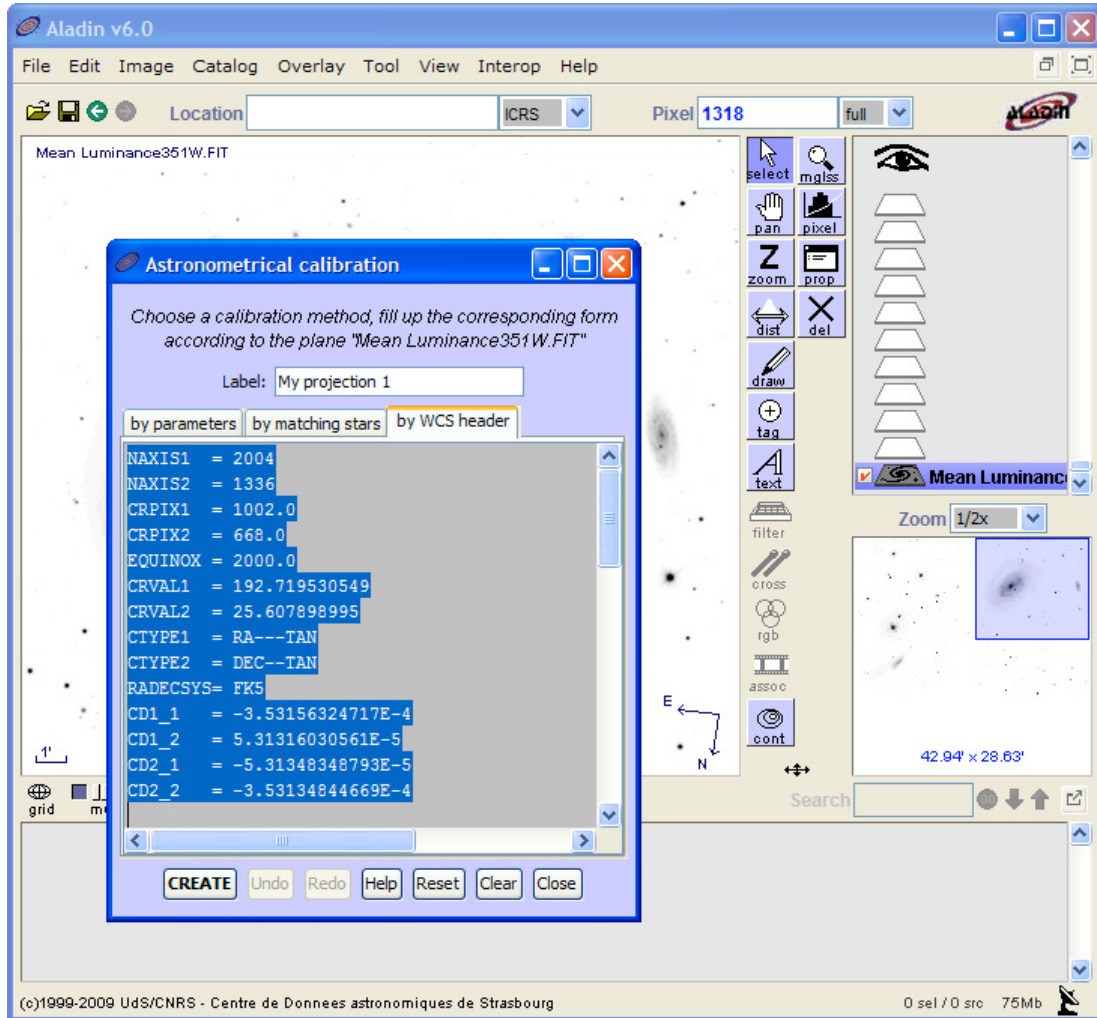 Aladin v6.0
File Edit Image Catalog Overlay Tool View Interop Help
Location ICRS Pixel 1318 full ALADIN
Mean Luminance351W.FIT
select mglss
pan pixel
zoom prop
dist del
draw
tag
text
filter
cross
rgb
assoc
cont
Mean Luminanc
Zoom 1/2x
42.94' x 28.63'
Astronometrical calibration
Choose a calibration method, fill up the corresponding form
according to the plane "Mean Luminance351W.FIT"
Label: My projection 1
by parameters by matching stars by WCS header
NAXIS1 = 2004
NAXIS2 = 1336
CRPIX1 = 1002.0
CRPIX2 = 668.0
EQUINOX = 2000.0
CRVAL1 = 192.719530549
CRVAL2 = 25.607898995
CTYPE1 = RA---TAN
CTYPE2 = DEC--TAN
RADECSYS= FK5
CD1_1 = -3.53156324717E-4
CD1_2 = 5.31316030561E-5
CD2_1 = -5.31348348793E-5
CD2_2 = -3.53134844669E-4
CREATE Undo Redo Help Reset Clear Close
1'
E
N
grid
Search GO
(c)1999-2009 UdS/CNRS - Centre de Donnees astronomiques de Strasbourg 0 sel / 0 src 75Mb